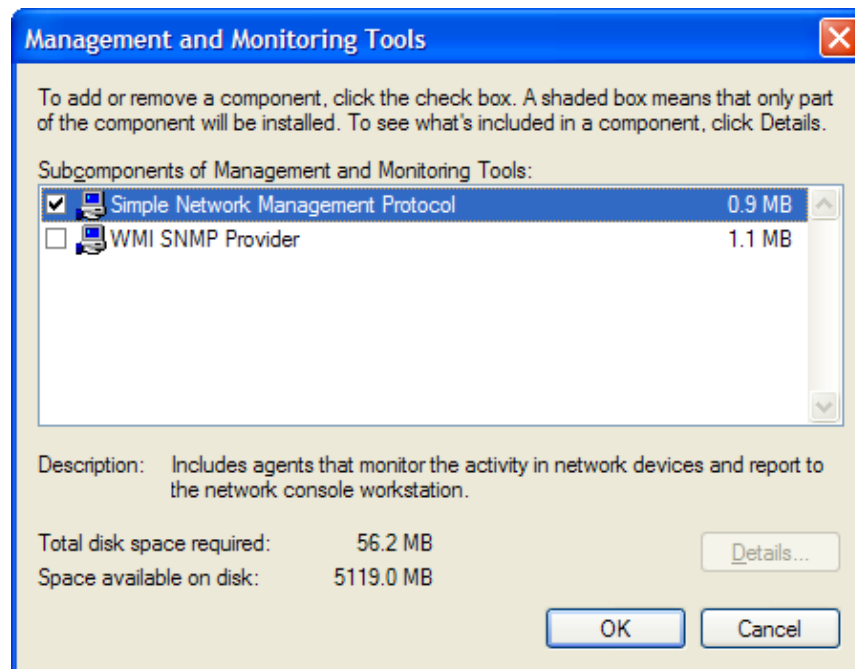 Management and Monitoring Tools
To add or remove a component, click the check box. A shaded box means that only part
of the component will be installed. To see what's included in a component, click Details.
Subcomponents of Management and Monitoring Tools:
Simple Network Management Protocol 0.9 MB
WMI SNMP Provider 1.1 MB
Description: Includes agents that monitor the activity in network devices and report to
the network console workstation.
Total disk space required: 56.2 MB
Space available on disk: 5119.0 MB
Details...
OK Cancel